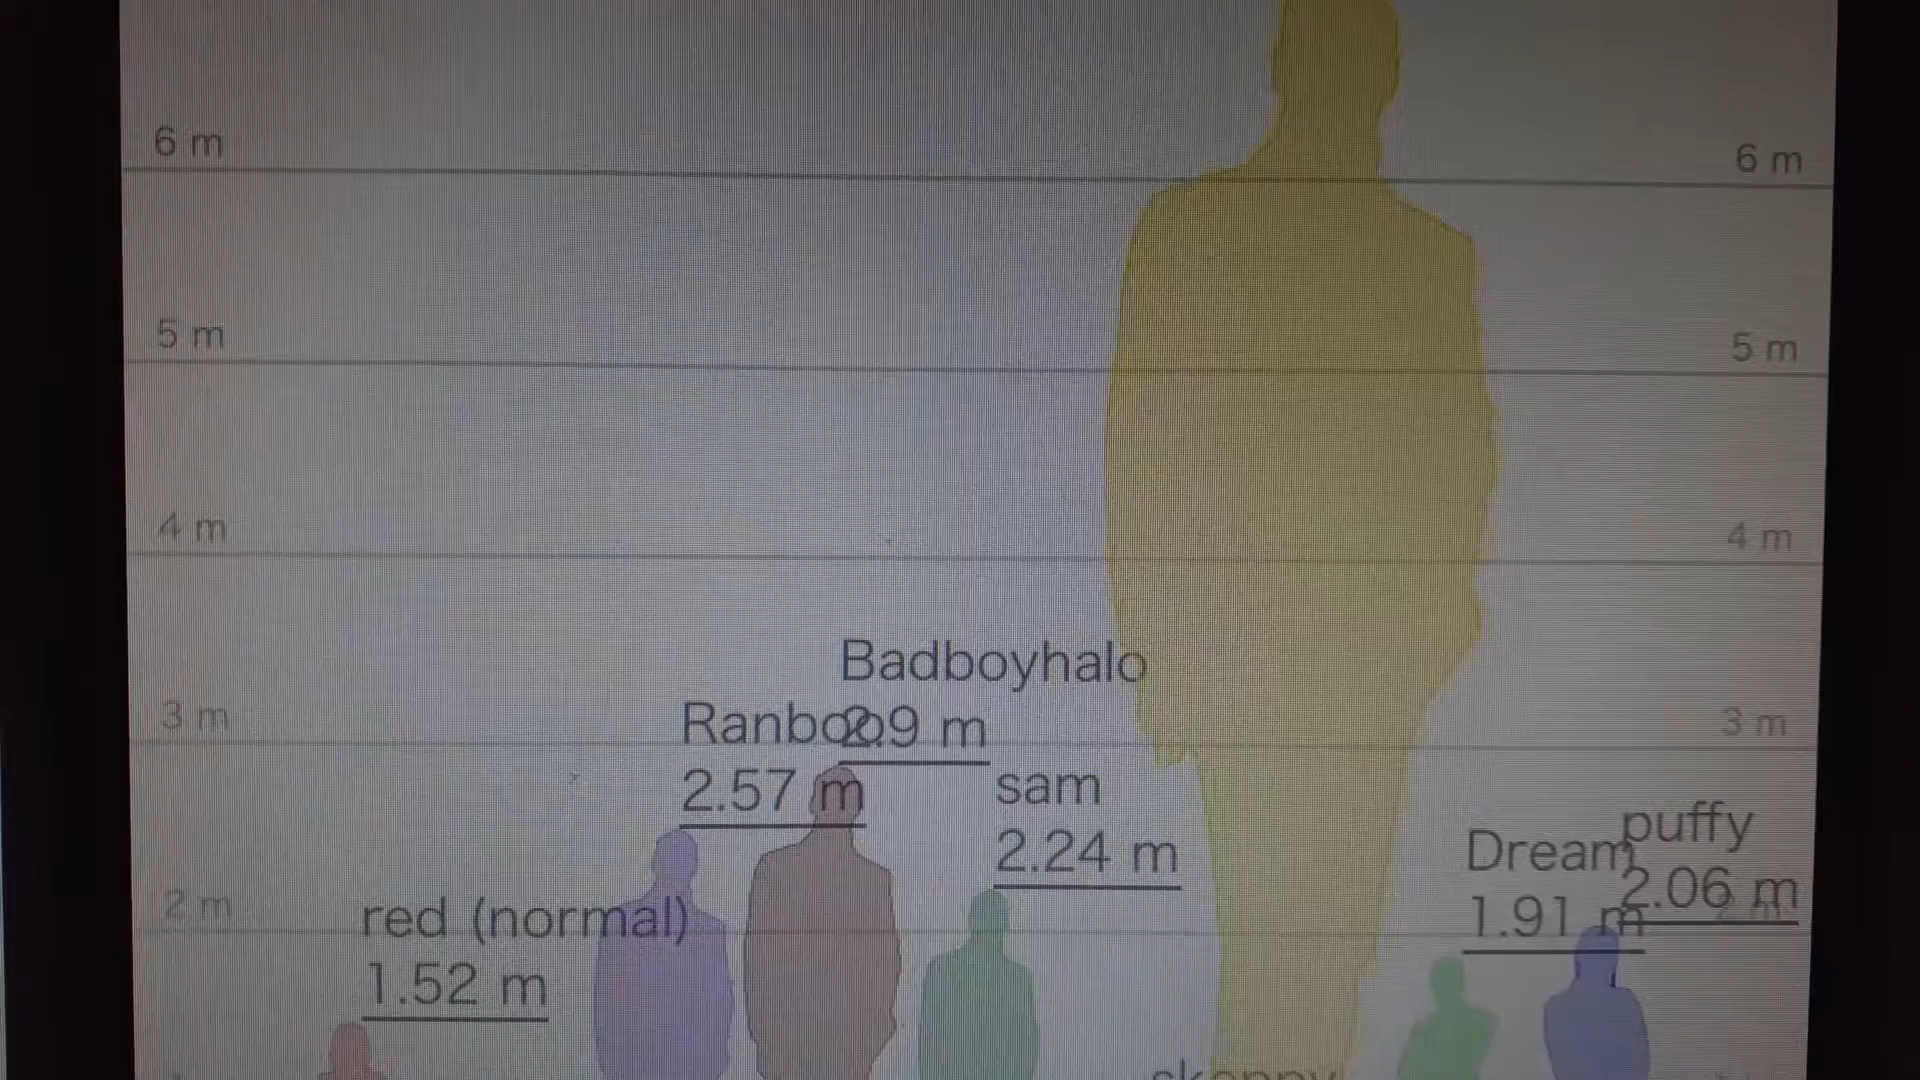 6 m
6 m
5 m
5 m
4 m
4 m
Badboyhalo
2.9 m
3 m
3 m
Ranboo
2.57 m
sam
2.24 m
puffy
2.06 m
Dream
1.91 m
2 m
red (normal)
1.52 m